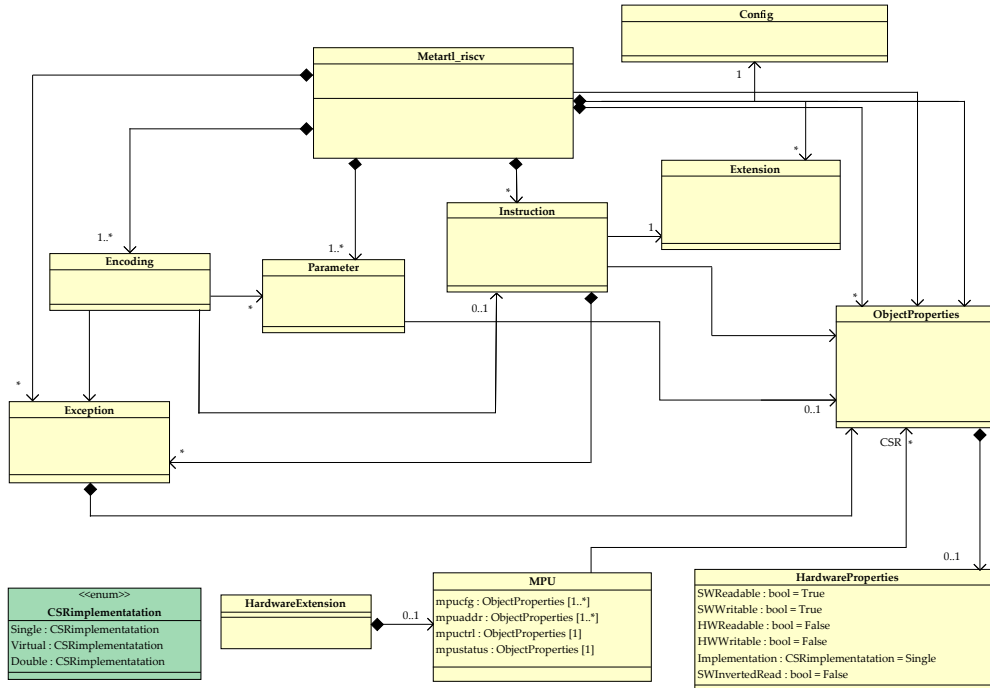 Config
Metartl_riscv
1
*
Extension
*
Instruction
1
1..*
1..*
Encoding
Parameter
*
0..1
*
ObjectProperties
*
Exception
0..1
*
CSR *
0..1
<<enum>>
CSRimplementatation
Single : CSRimplementatation
Virtual : CSRimplementatation
Double : CSRimplementatation
HardwareExtension
0..1
MPU
mpucfg : ObjectProperties [1..*]
mpuaddr : ObjectProperties [1..*]
mpuctrl : ObjectProperties [1]
mpustatus : ObjectProperties [1]
HardwareProperties
SWReadable : bool = True
SWWritable : bool = True
HWReadable : bool = False
HWWritable : bool = False
Implementation : CSRimplementatation = Single
SWInvertedRead : bool = False